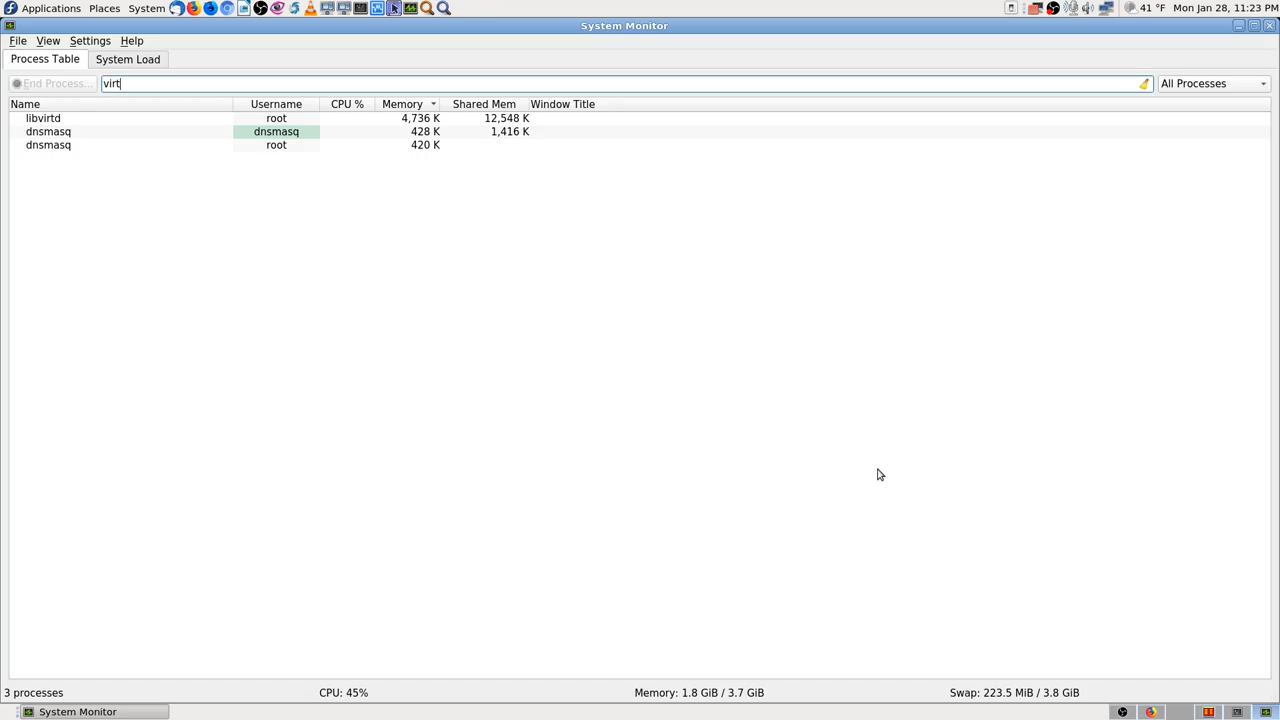 Applications Places System 41 °F Mon Jan 28, 11:23 PM
System Monitor
File View Settings Help
Process Table System Load
End Process... virt All Processes
Name Username CPU % Memory Shared Mem Window Title
libvirtd root 4,736 K 12,548 K
dnsmasq dnsmasq 428 K 1,416 K
dnsmasq root 420 K
3 processes CPU: 45% Memory: 1.8 GiB / 3.7 GiB Swap: 223.5 MiB / 3.8 GiB
System Monitor